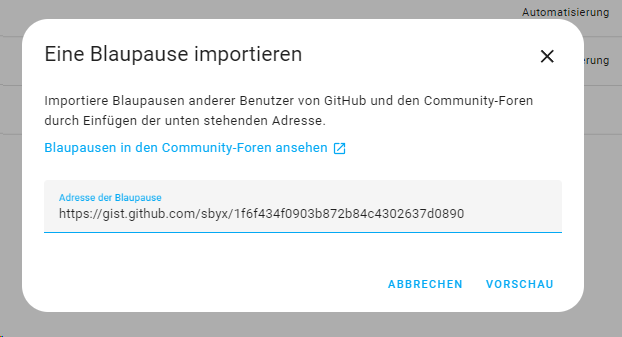 Automatisierung
Eine Blaupause importieren
erung
Importiere Blaupausen anderer Benutzer von GitHub und den Community-Foren
durch Einfügen der unten stehenden Adresse.
Blaupausen in den Community-Foren ansehen
Adresse der Blaupause
https://gist.github.com/sbyx/1f6f434f0903b872b84c4302637d0890
ABBRECHEN VORSCHAU